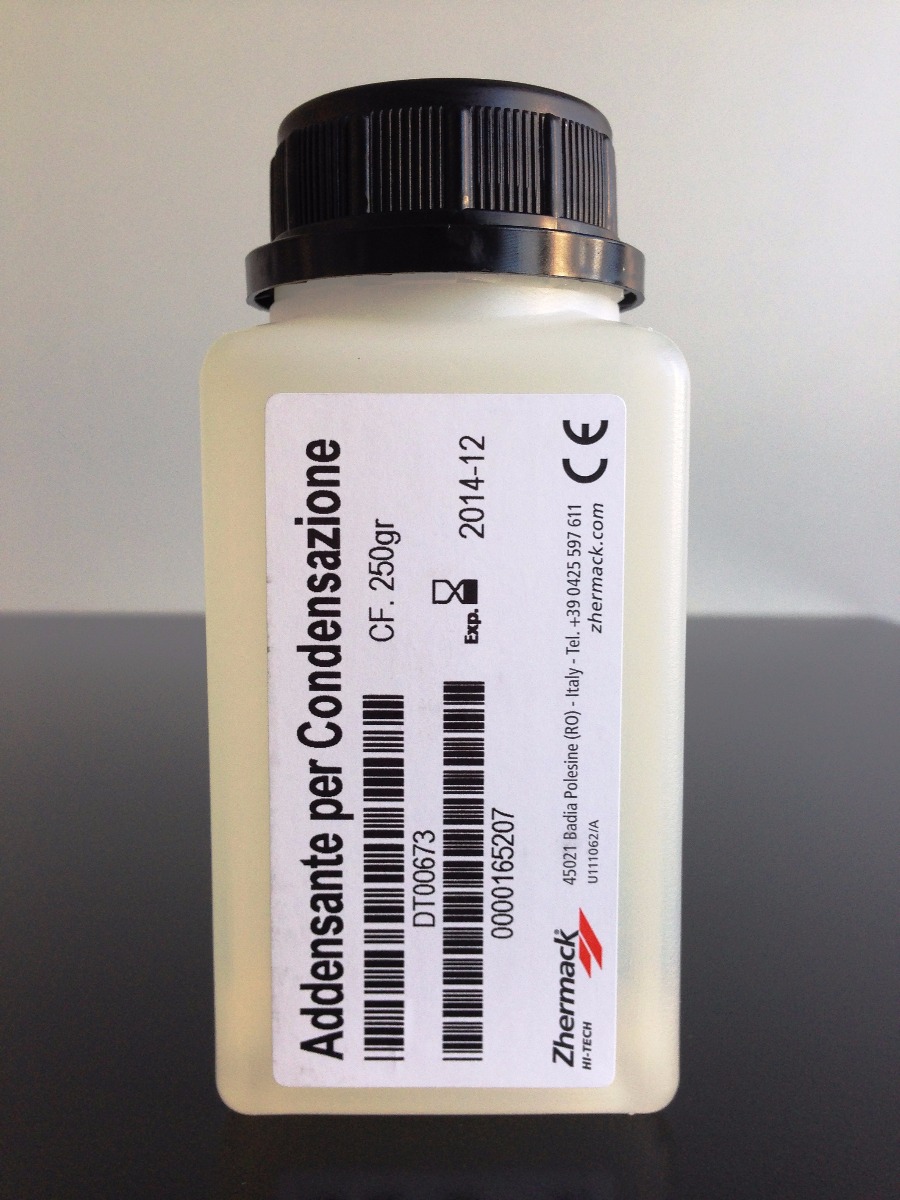 Addensante per Condensazione
CF. 250gr
DT00673
Exp. 2014-12
0000165207
Zhermack®
HI-TECH
45021 Badia Polesine (RO) - Italy - Tel. +39 0425 597 611
U111062/A
zhermack.com
CE